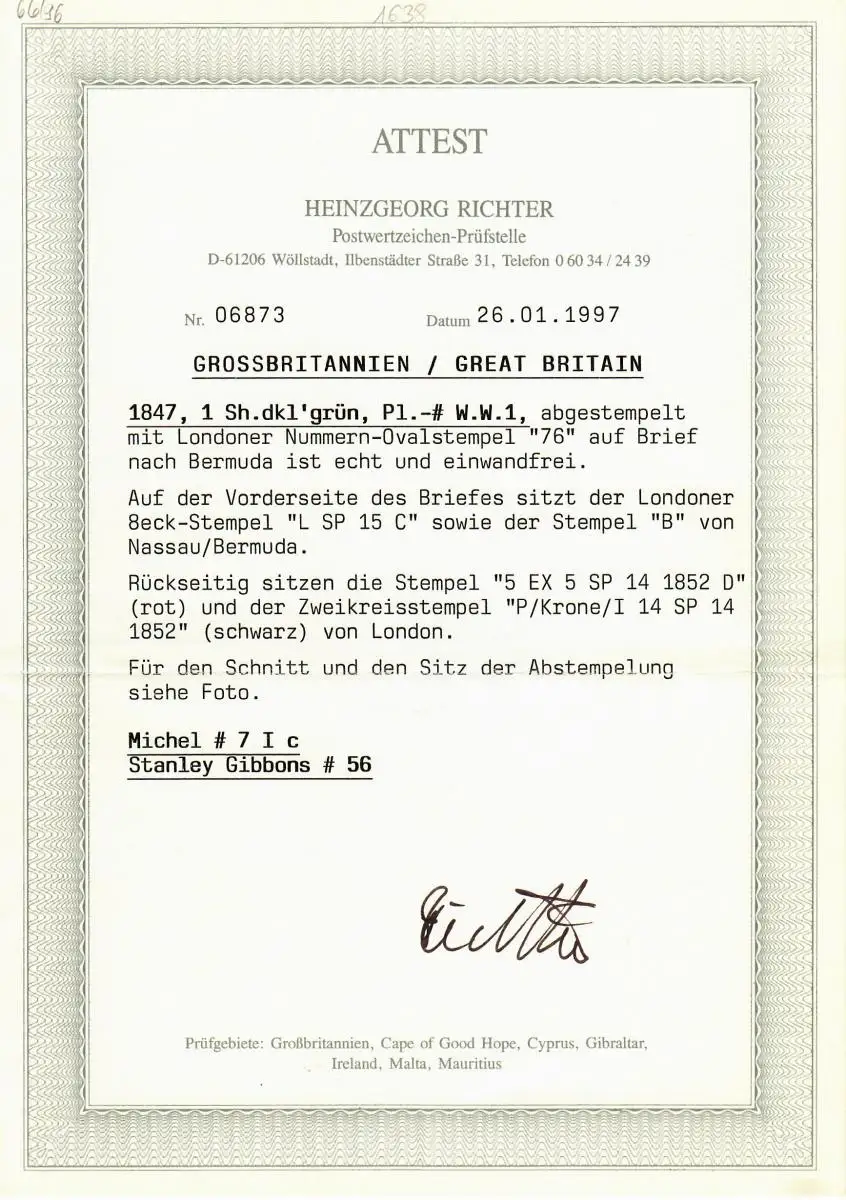 66/96
1638
ATTEST
HEINZGEORG RICHTER
Postwertzeichen-Prüfstelle
D-61206 Wöllstadt, Ilbenstädter Straße 31, Telefon 0 60 34 / 24 39
Nr. 06873 Datum 26.01.1997
GROSSBRITANNIEN / GREAT BRITAIN
1847, 1 Sh.dkl'grün, Pl.-# W.W.1, abgestempelt
mit Londoner Nummern-Ovalstempel "76" auf Brief
nach Bermuda ist echt und einwandfrei.
Auf der Vorderseite des Briefes sitzt der Londoner
8eck-Stempel "L SP 15 C" sowie der Stempel "B" von
Nassau/Bermuda.
Rückseitig sitzen die Stempel "5 EX 5 SP 14 1852 D"
(rot) und der Zweikreisstempel "P/Krone/I 14 SP 14
1852" (schwarz) von London.
Für den Schnitt und den Sitz der Abstempelung
siehe Foto.
Michel # 7 I c
Stanley Gibbons # 56
Richter
Prüfgebiete: Großbritannien, Cape of Good Hope, Cyprus, Gibraltar,
Ireland, Malta, Mauritius